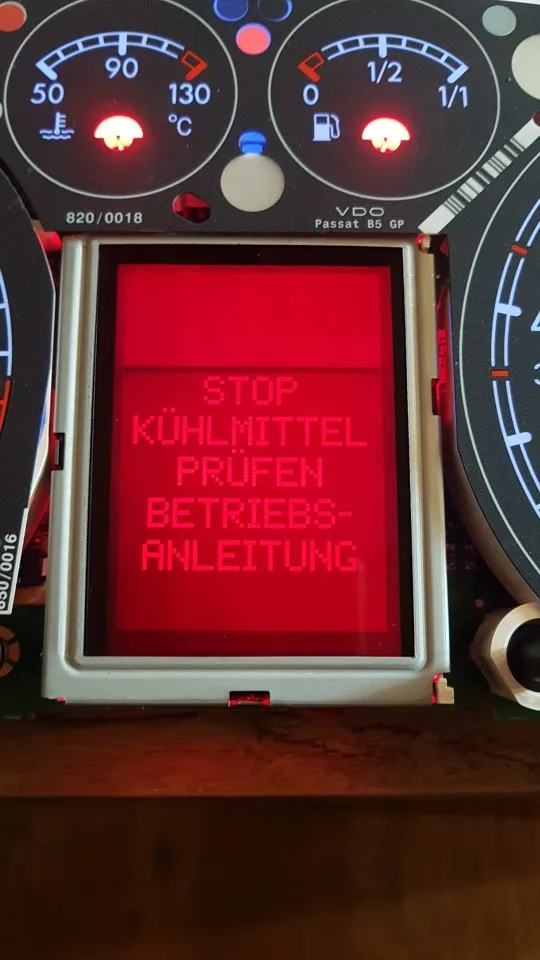 90
50 130
°C
1/2
0 1/1
820/0018
VDO
Passat B5 GP
STOP
KÜHLMITTEL
PRÜFEN
BETRIEBS-
ANLEITUNG